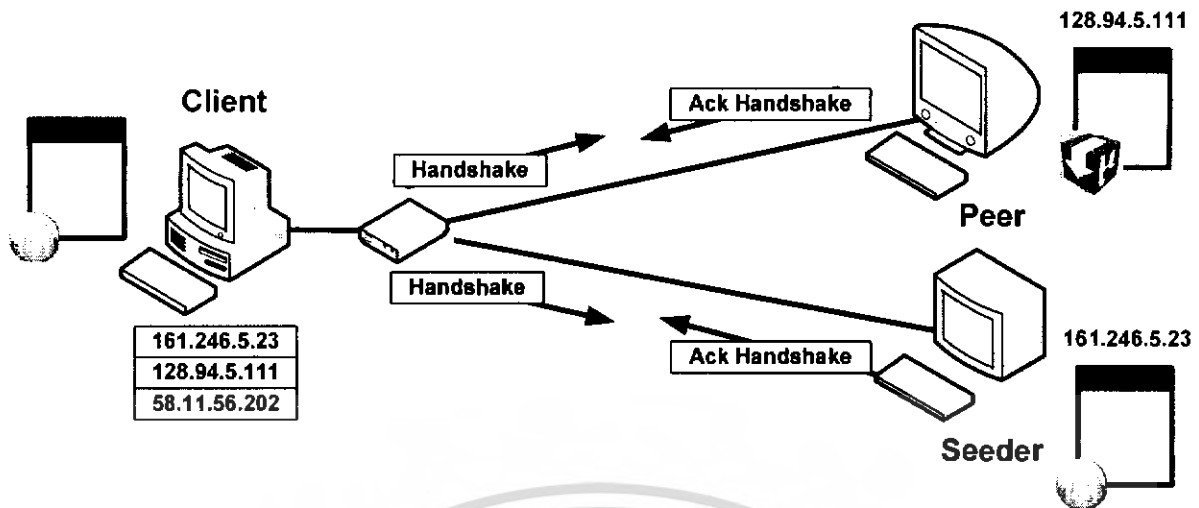 128.94.5.111
Client
Ack Handshake
Handshake
Peer
Handshake
161.246.5.23
Ack Handshake
161.246.5.23
128.94.5.111
58.11.56.202
Seeder